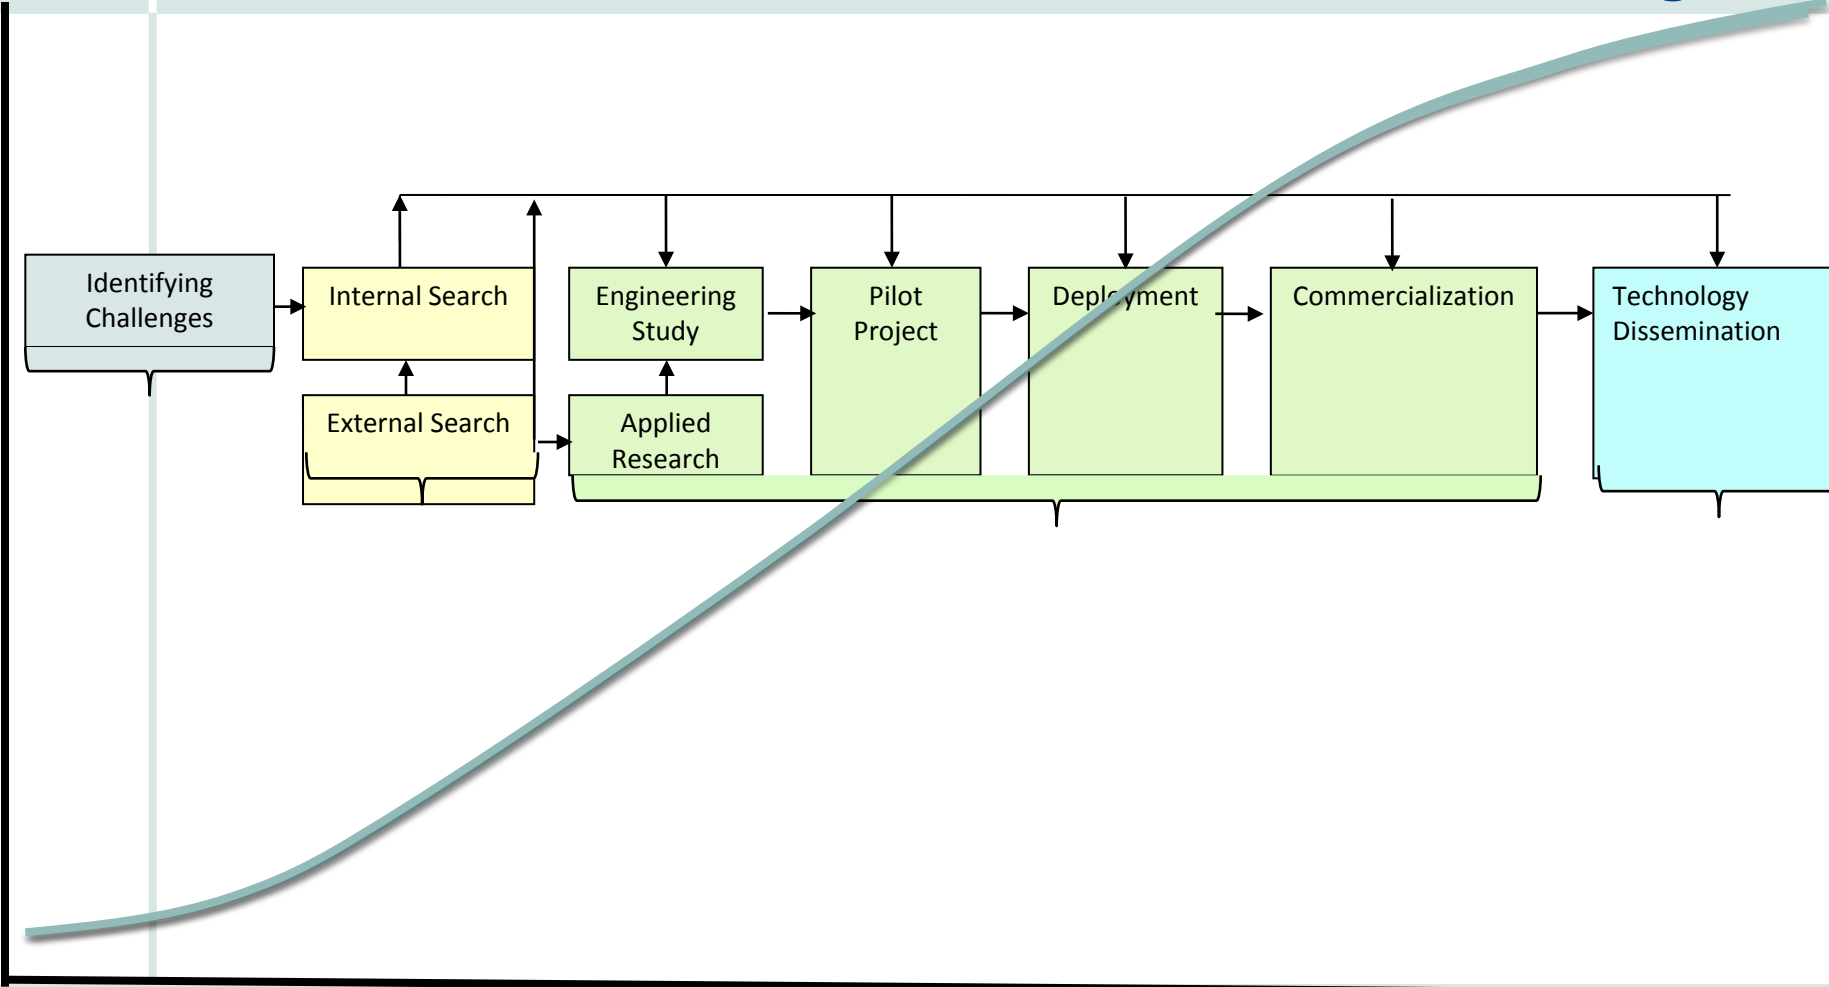 Identifying
Challenges
Internal Search
External Search
Engineering
Study
Applied
Research
Pilot
Project
Deployment
Commercialization
Technology
Dissemination